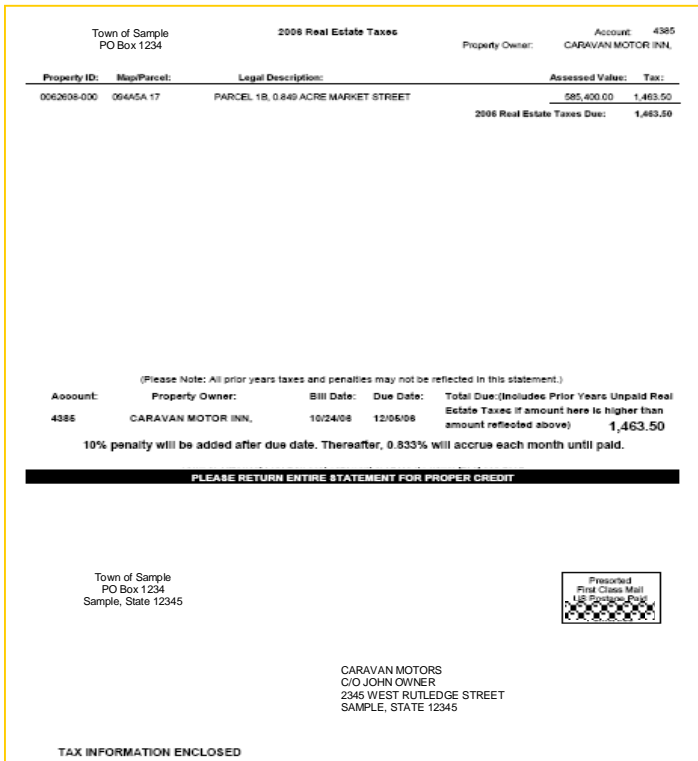 Town of Sample
PO Box 1234
2006 Real Estate Taxes
Account: 4385
Property Owner: CARAVAN MOTOR INN,
Property ID: Map/Parcel: Legal Description: Assessed Value: Tax:
0062608-000 094A5A 17 PARCEL 1B, 0.849 ACRE MARKET STREET 585,400.00 1,463.50
2006 Real Estate Taxes Due: 1,463.50
(Please Note: All prior years taxes and penalties may not be reflected in this statement.)
Account: Property Owner: Bill Date: Due Date: Total Due:(Includes Prior Years Unpaid Real
Estate Taxes if amount here is higher than
4385 CARAVAN MOTOR INN, 10/24/06 12/05/06 amount reflected above) 1,463.50
10% penalty will be added after due date. Thereafter, 0.833% will accrue each month until paid.
PLEASE RETURN ENTIRE STATEMENT FOR PROPER CREDIT
Town of Sample
PO Box 1234
Sample, State 12345
Presorted
First Class Mail
US Postage Paid
CARAVAN MOTORS
C/O JOHN OWNER
2345 WEST RUTLEDGE STREET
SAMPLE, STATE 12345
TAX INFORMATION ENCLOSED